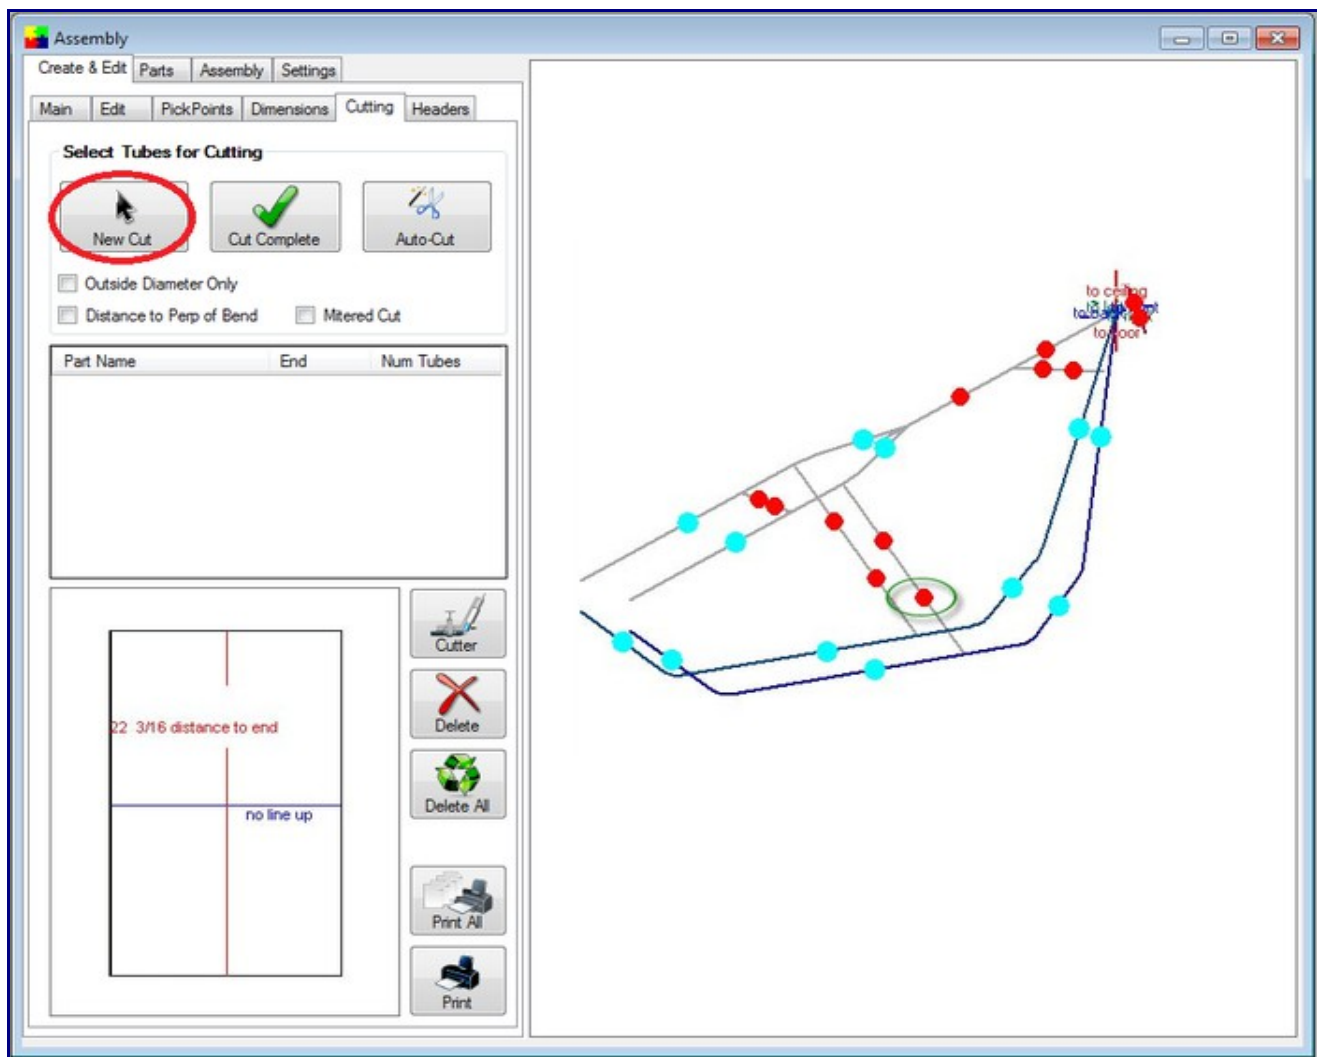 Assembly
Create & Edit Parts Assembly Settings
Main Edit PickPoints Dimensions Cutting Headers
Select Tubes for Cutting
New Cut Cut Complete Auto-Cut
Outside Diameter Only
Distance to Perp of Bend Mitered Cut
Part Name End Num Tubes
to ceiling
Cutter
22 3/16 distance to end
Delete
no line up
Delete All
Print All
Print